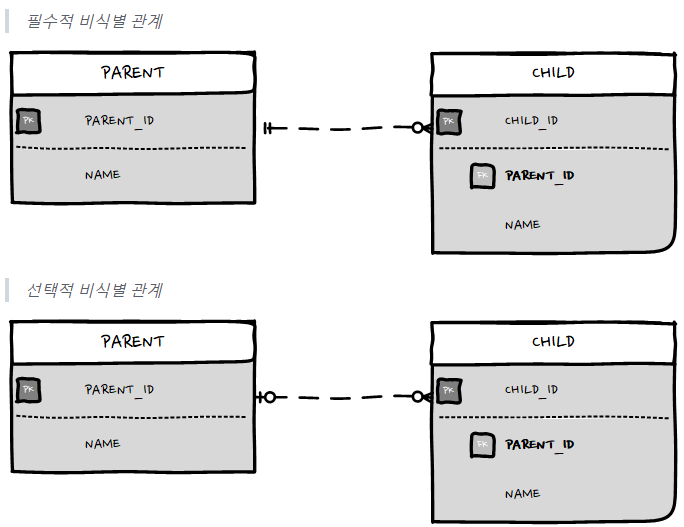 필수적 비식별 관계
PARENT
CHILD
PK PARENT_ID
PK CHILD_ID
NAME
FK PARENT_ID
NAME
선택적 비식별 관계
PARENT
CHILD
PK PARENT_ID
PK CHILD_ID
NAME
FK PARENT_ID
NAME